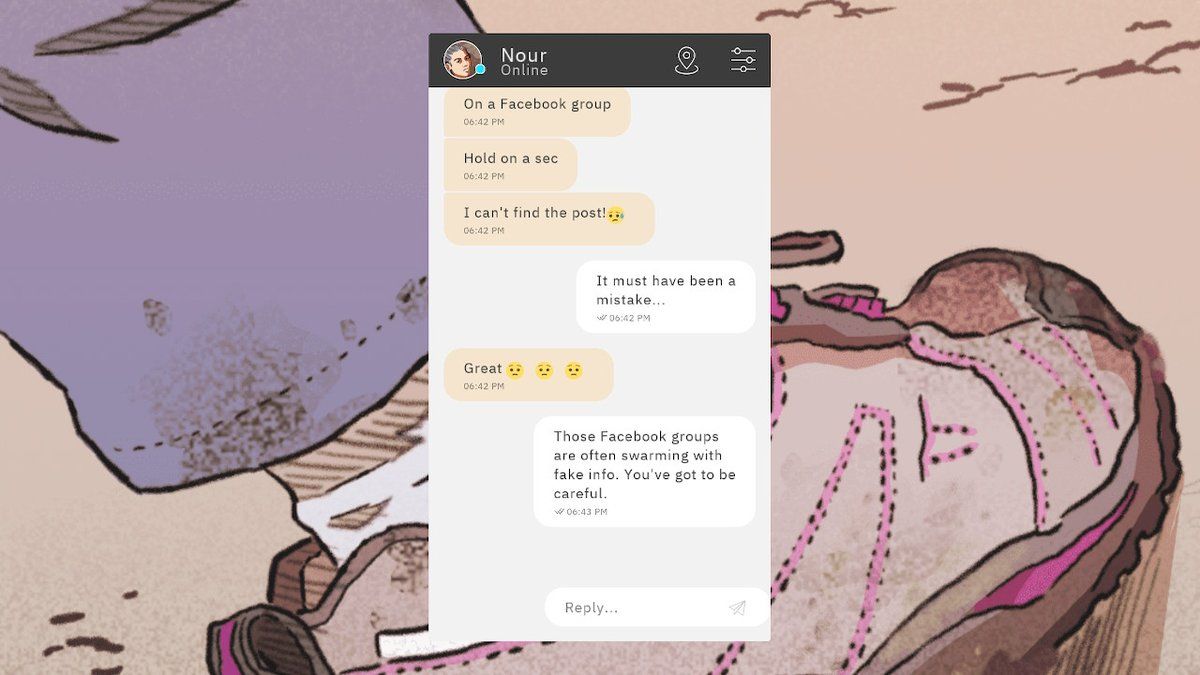 Nour
Online
On a Facebook group
06:42 PM
Hold on a sec
06:42 PM
I can't find the post!😥
06:42 PM
It must have been a
mistake...
06:42 PM
Great 😟 😟 😟
06:42 PM
Those Facebook groups
are often swarming with
fake info. You've got to be
careful.
06:43 PM
Reply...